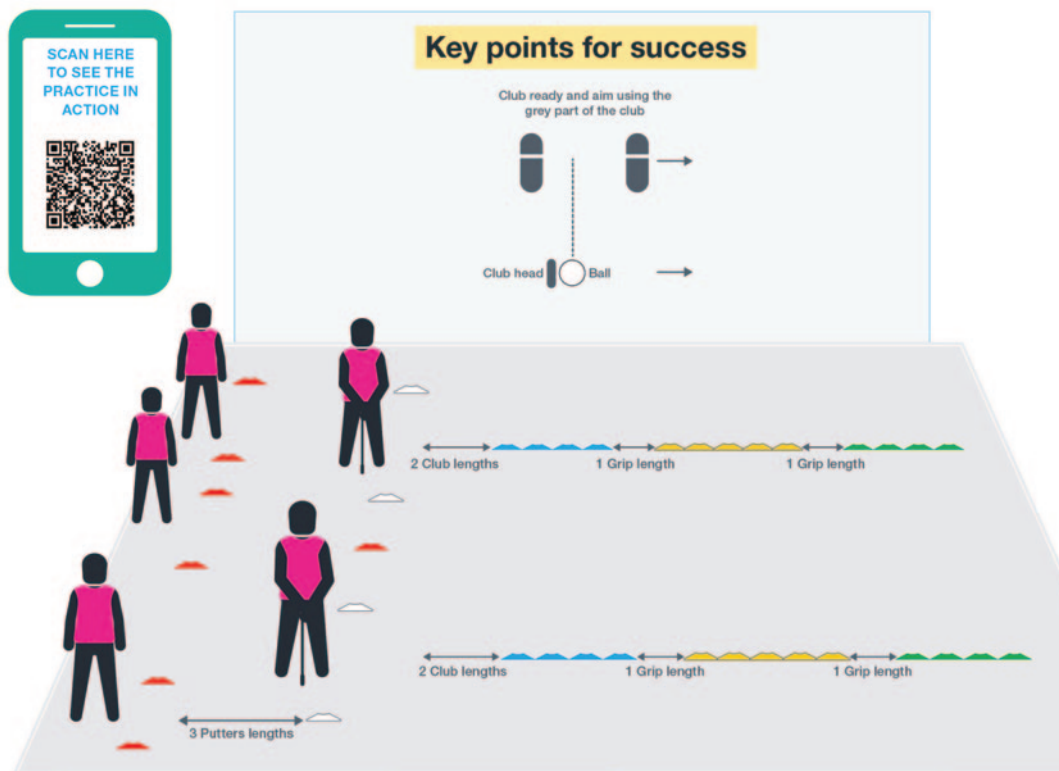 SCAN HERE
TO SEE THE
PRACTICE IN
ACTION
Key points for success
Club ready and aim using the
grey part of the club
Club head
Ball
2 Club lengths
1 Grip length
1 Grip length
2 Club lengths
1 Grip length
1 Grip length
3 Putters lengths